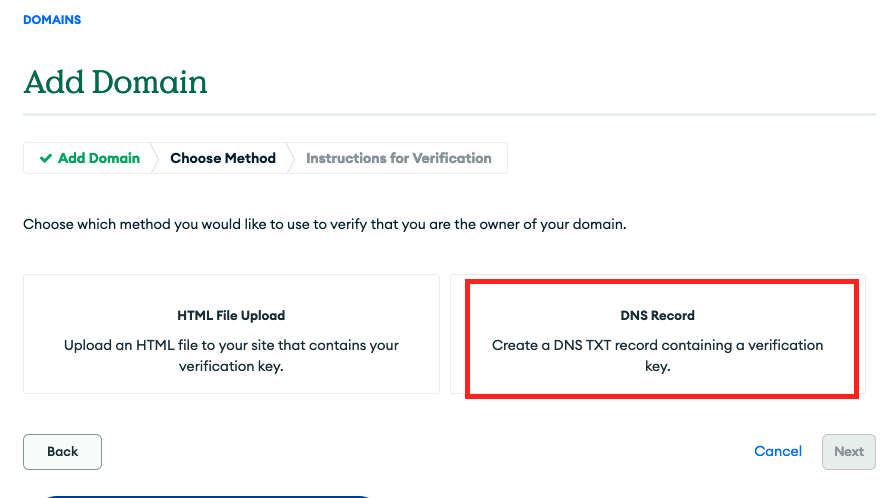 DOMAINS
Add Domain
Add Domain Choose Method Instructions for Verification
Choose which method you would like to use to verify that you are the owner of your domain.
HTML File Upload
Upload an HTML file to your site that contains your
verification key.
DNS Record
Create a DNS TXT record containing a verification
key.
Back Cancel Next